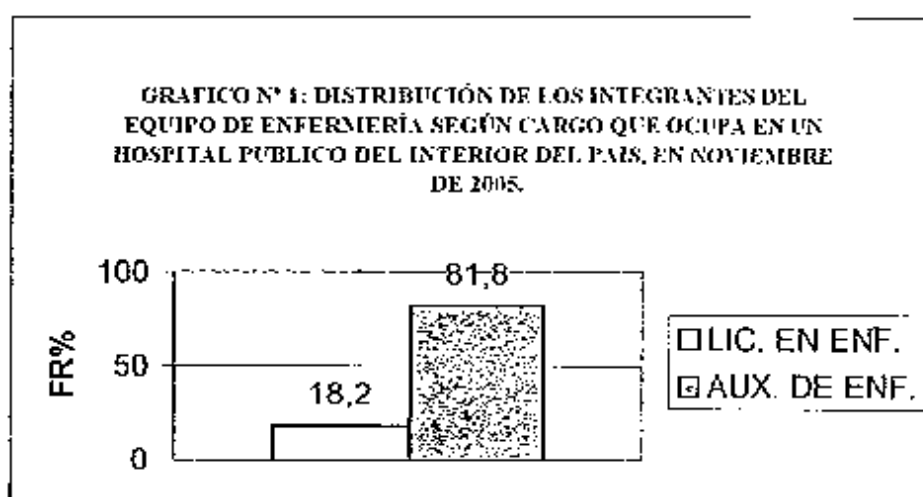 GRAFICO Nº 1: DISTRIBUCIÓN DE LOS INTEGRANTES DEL
EQUIPO DE ENFERMERÍA SEGÚN CARGO QUE OCUPA EN UN
HOSPITAL PUBLICO DEL INTERIOR DEL PAIS, EN NOVIEMBRE
DE 2005.
100
81,8
FR%
50
18,2
0
LIC. EN ENF.
AUX. DE ENF.